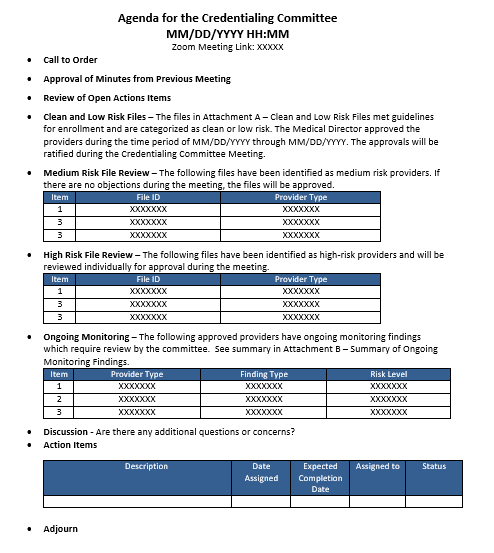 Agenda for the Credentialing Committee
MM/DD/YYYY HH:MM
Zoom Meeting Link: XXXXX
• Call to Order
• Approval of Minutes from Previous Meeting
• Review of Open Actions Items
• Clean and Low Risk Files – The files in Attachment A – Clean and Low Risk Files met guidelines
for enrollment and are categorized as clean or low risk. The Medical Director approved the
providers during the time period of MM/DD/YYYY through MM/DD/YYYY. The approvals will be
ratified during the Credentialing Committee Meeting.
• Medium Risk File Review – The following files have been identified as medium risk providers. If
there are no objections during the meeting, the files will be approved.
Item File ID Provider Type
1 XXXXXXX XXXXXXX
3 XXXXXXX XXXXXXX
3 XXXXXXX XXXXXXX
• High Risk File Review – The following files have been identified as high-risk providers and will be
reviewed individually for approval during the meeting.
Item File ID Provider Type
1 XXXXXXX XXXXXXX
3 XXXXXXX XXXXXXX
3 XXXXXXX XXXXXXX
• Ongoing Monitoring – The following approved providers have ongoing monitoring findings
which require review by the committee. See summary in Attachment B – Summary of Ongoing
Monitoring Findings.
Item Provider Type Finding Type Risk Level
1 XXXXXXX XXXXXXX XXXXXXX
2 XXXXXXX XXXXXXX XXXXXXX
3 XXXXXXX XXXXXXX XXXXXXX
• Discussion - Are there any additional questions or concerns?
• Action Items
Description Date Expected Assigned to Status
Assigned Completion
Date
• Adjourn